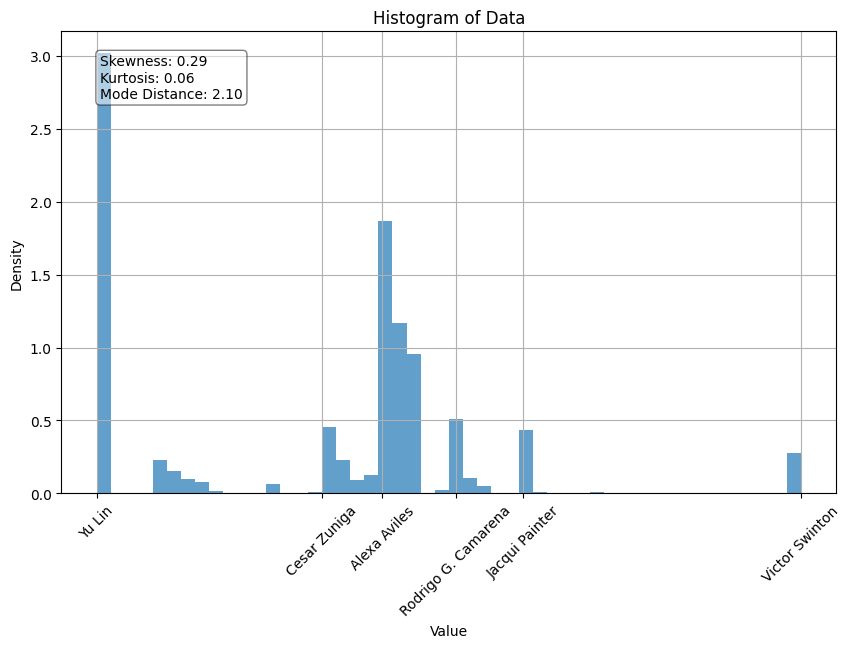 Histogram of Data
Skewness: 0.29
Kurtosis: 0.06
Mode Distance: 2.10
3.0
2.5
2.0
1.5
1.0
0.5
0.0
Density
Yu Lin
Cesar Zuniga
Alexa Aviles
Rodrigo G. Camarena
Jacqui Painter
Victor Swinton
Value